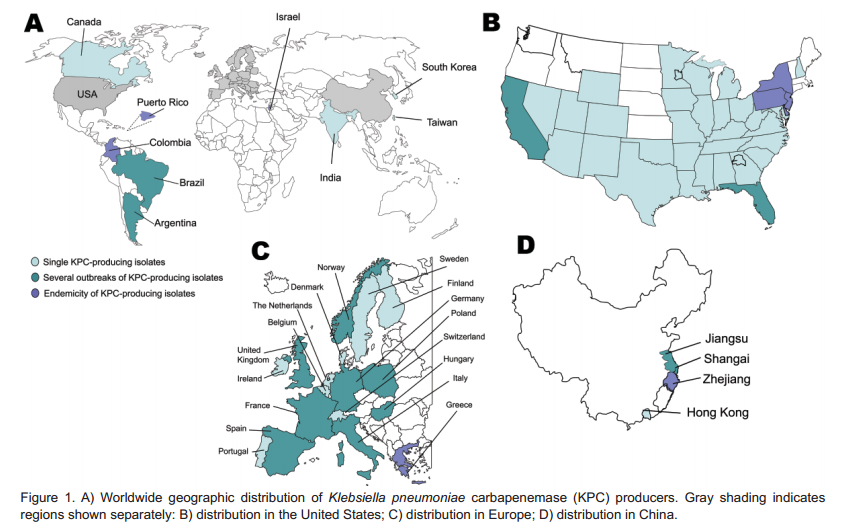 A
Canada
USA
Puerto Rico
Colombia
Brazil
Argentina
Israel
South Korea
Taiwan
India
Single KPC-producing isolates
Several outbreaks of KPC-producing isolates
Endemicity of KPC-producing isolates
B
C
Norway
Sweden
Denmark
Finland
The Netherlands
Germany
Belgium
Poland
Switzerland
United
Kingdom
Hungary
Ireland
Italy
France
Greece
Spain
Portugal
D
Jiangsu
Shangai
Zhejiang
Hong Kong
Figure 1. A) Worldwide geographic distribution of Klebsiella pneumoniae carbapenemase (KPC) producers. Gray shading indicates
regions shown separately: B) distribution in the United States; C) distribution in Europe; D) distribution in China.